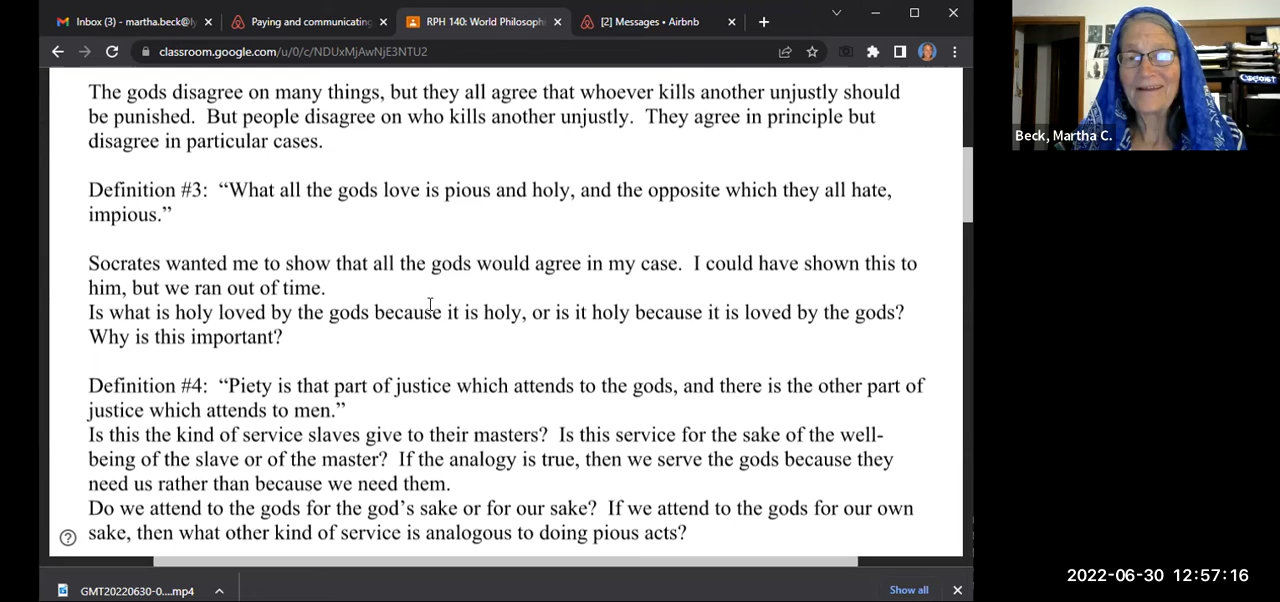 Inbox (3) - martha.beck@ly
Paying and communicating
RPH 140: World Philosoph
[2] Messages • Airbnb
classroom.google.com/u/0/c/NDUxMjAwNjE3NTU2
The gods disagree on many things, but they all agree that whoever kills another unjustly should
be punished. But people disagree on who kills another unjustly. They agree in principle but
disagree in particular cases.
Definition #3: “What all the gods love is pious and holy, and the opposite which they all hate,
impious.”
Socrates wanted me to show that all the gods would agree in my case. I could have shown this to
him, but we ran out of time.
Is what is holy loved by the gods because it is holy, or is it holy because it is loved by the gods?
Why is this important?
Definition #4: “Piety is that part of justice which attends to the gods, and there is the other part of
justice which attends to men.”
Is this the kind of service slaves give to their masters? Is this service for the sake of the well-
being of the slave or of the master? If the analogy is true, then we serve the gods because they
need us rather than because we need them.
Do we attend to the gods for the god’s sake or for our sake? If we attend to the gods for our own
sake, then what other kind of service is analogous to doing pious acts?
GMT20220630-0....mp4
Show all
Beck, Martha C.
2022-06-30 12:57:16